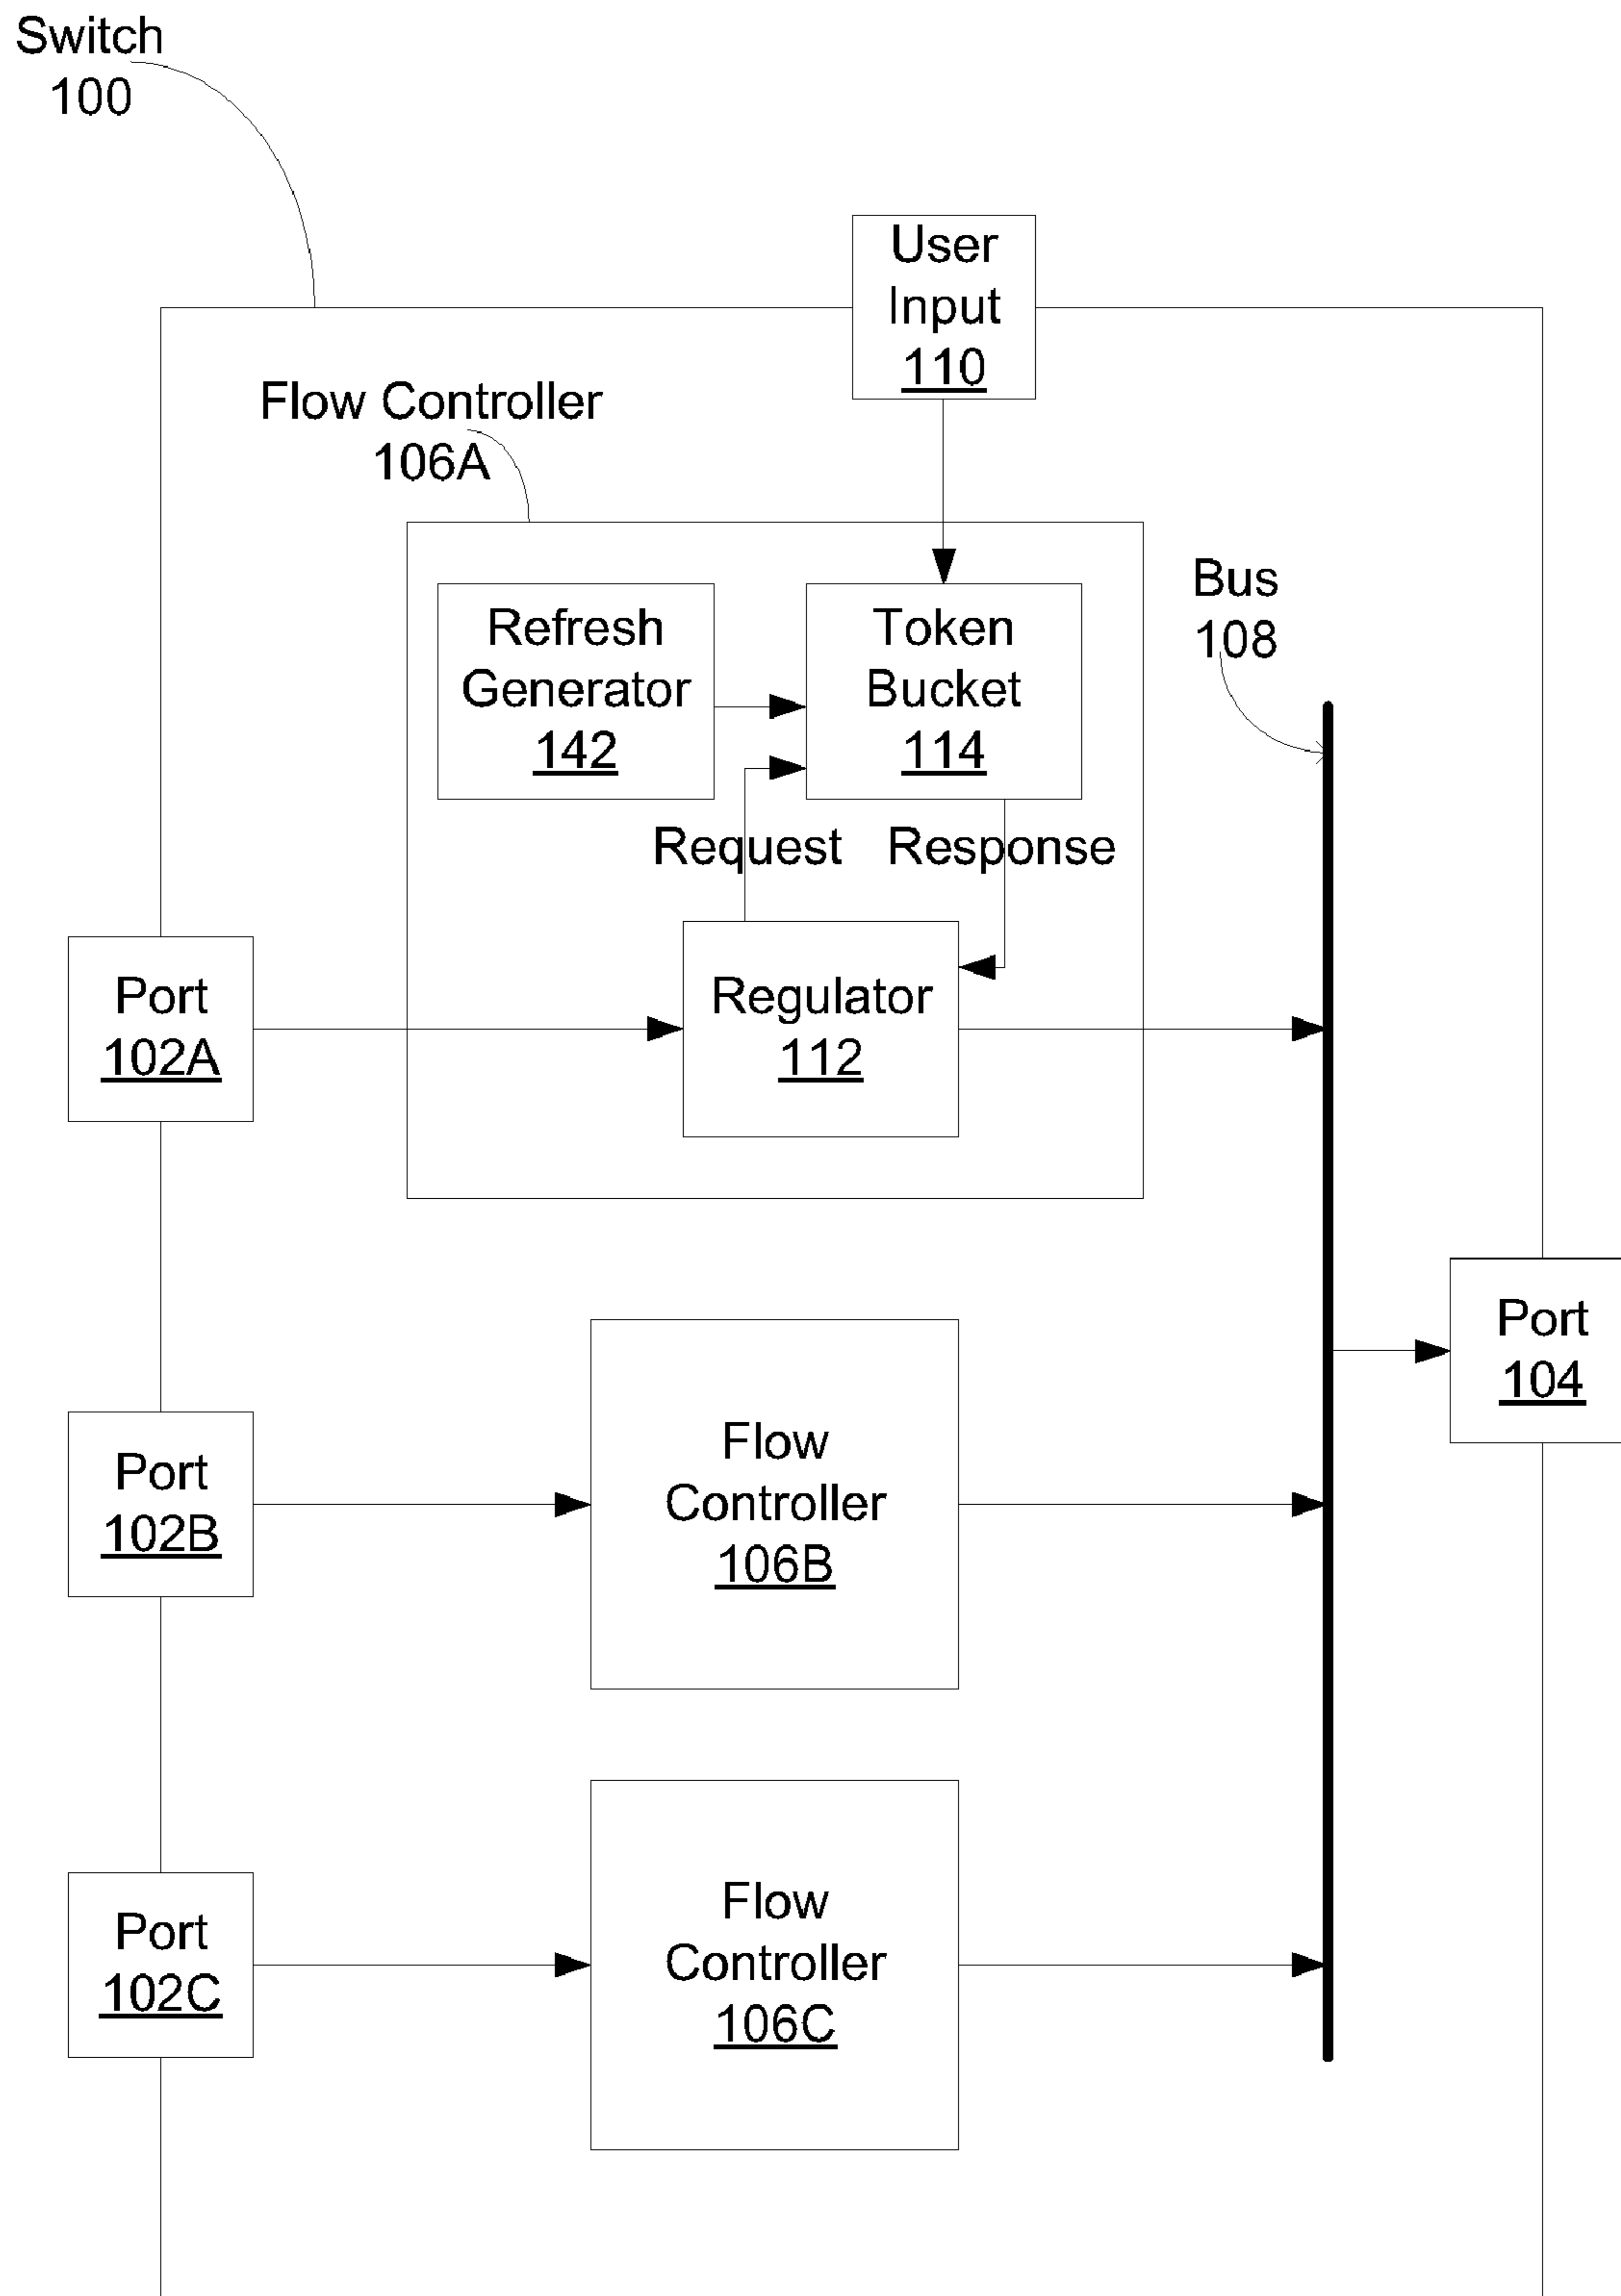 Switch
100
User
Input
110
Flow Controller
106A
Refresh
Generator
142
Token
Bucket
114
Bus
108
Request
Response
Port
102A
Regulator
112
Port
104
Port
102B
Flow
Controller
106B
Port
102C
Flow
Controller
106C